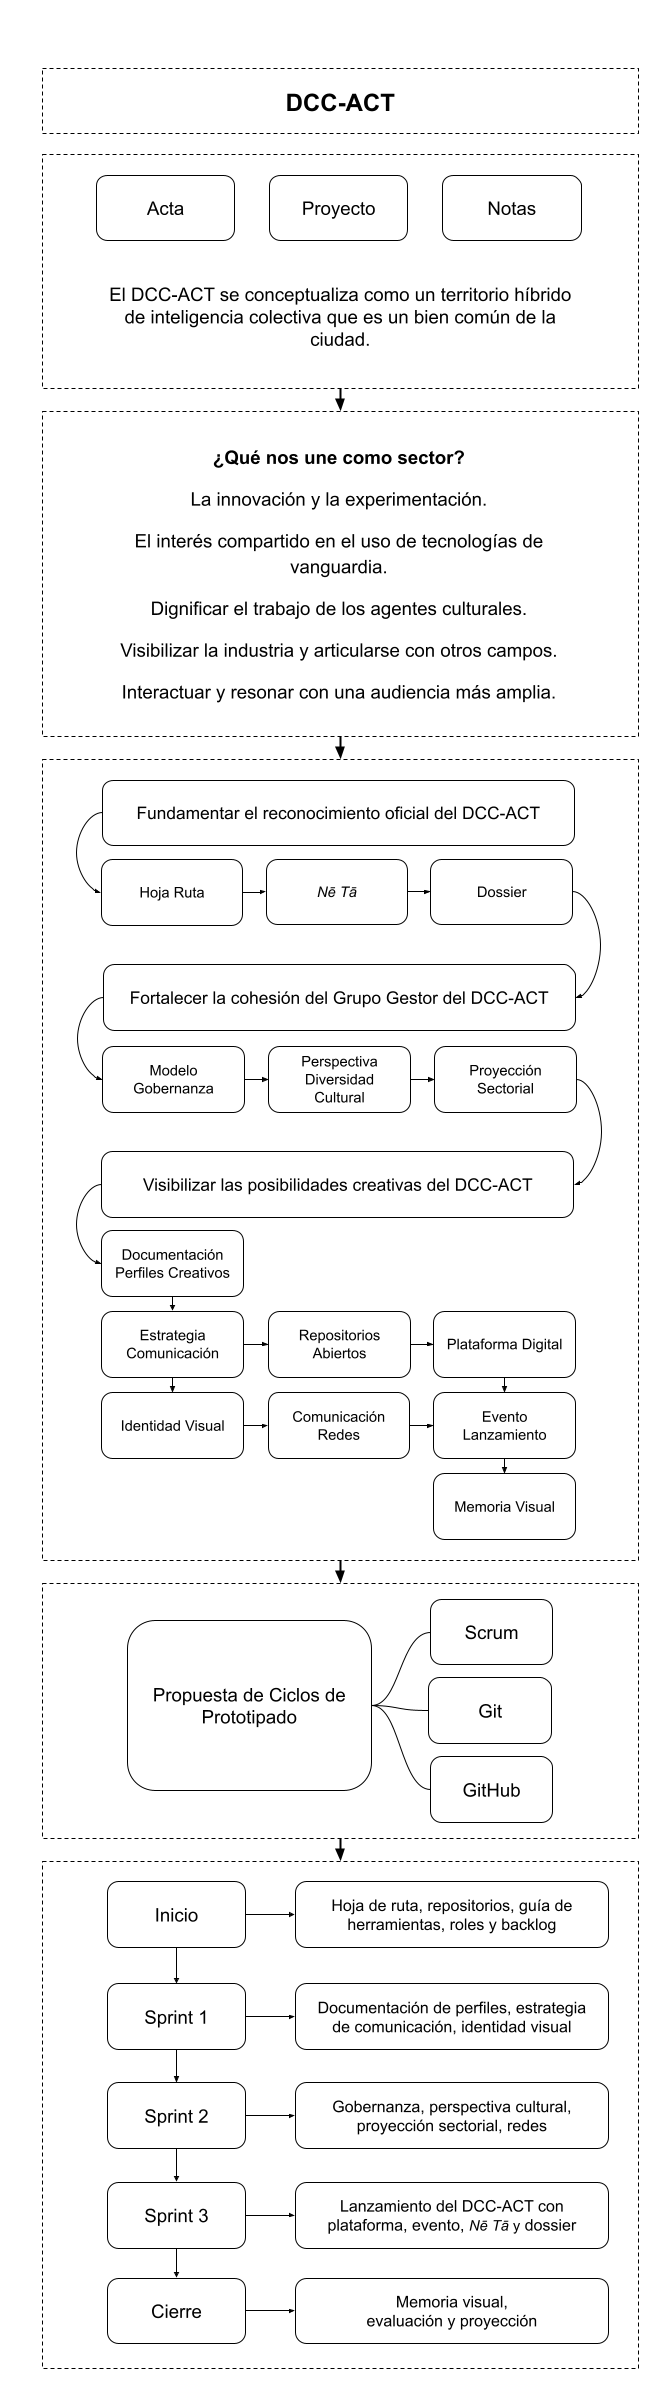 DCC-ACT
Acta
Proyecto
Notas
El DCC-ACT se conceptualiza como un territorio híbrido
de inteligencia colectiva que es un bien común de la
ciudad.
¿Qué nos une como sector?
La innovación y la experimentación.
El interés compartido en el uso de tecnologías de
vanguardia.
Dignificar el trabajo de los agentes culturales.
Visibilizar la industria y articularse con otros campos.
Interactuar y resonar con una audiencia más amplia.
Fundamentar el reconocimiento oficial del DCC-ACT
Hoja Ruta
Nē Tā
Dossier
Fortalecer la cohesión del Grupo Gestor del DCC-ACT
Modelo
Gobernanza
Perspectiva
Diversidad
Cultural
Proyección
Sectorial
Visibilizar las posibilidades creativas del DCC-ACT
Documentación
Perfiles Creativos
Estrategia
Comunicación
Repositorios
Abiertos
Plataforma Digital
Identidad Visual
Comunicación
Redes
Evento
Lanzamiento
Memoria Visual
Propuesta de Ciclos de
Prototipado
Scrum
Git
GitHub
Inicio
Hoja de ruta, repositorios, guía de
herramientas, roles y backlog
Sprint 1
Documentación de perfiles, estrategia
de comunicación, identidad visual
Sprint 2
Gobernanza, perspectiva cultural,
proyección sectorial, redes
Sprint 3
Lanzamiento del DCC-ACT con
plataforma, evento, Nē Tā y dossier
Cierre
Memoria visual,
evaluación y proyección